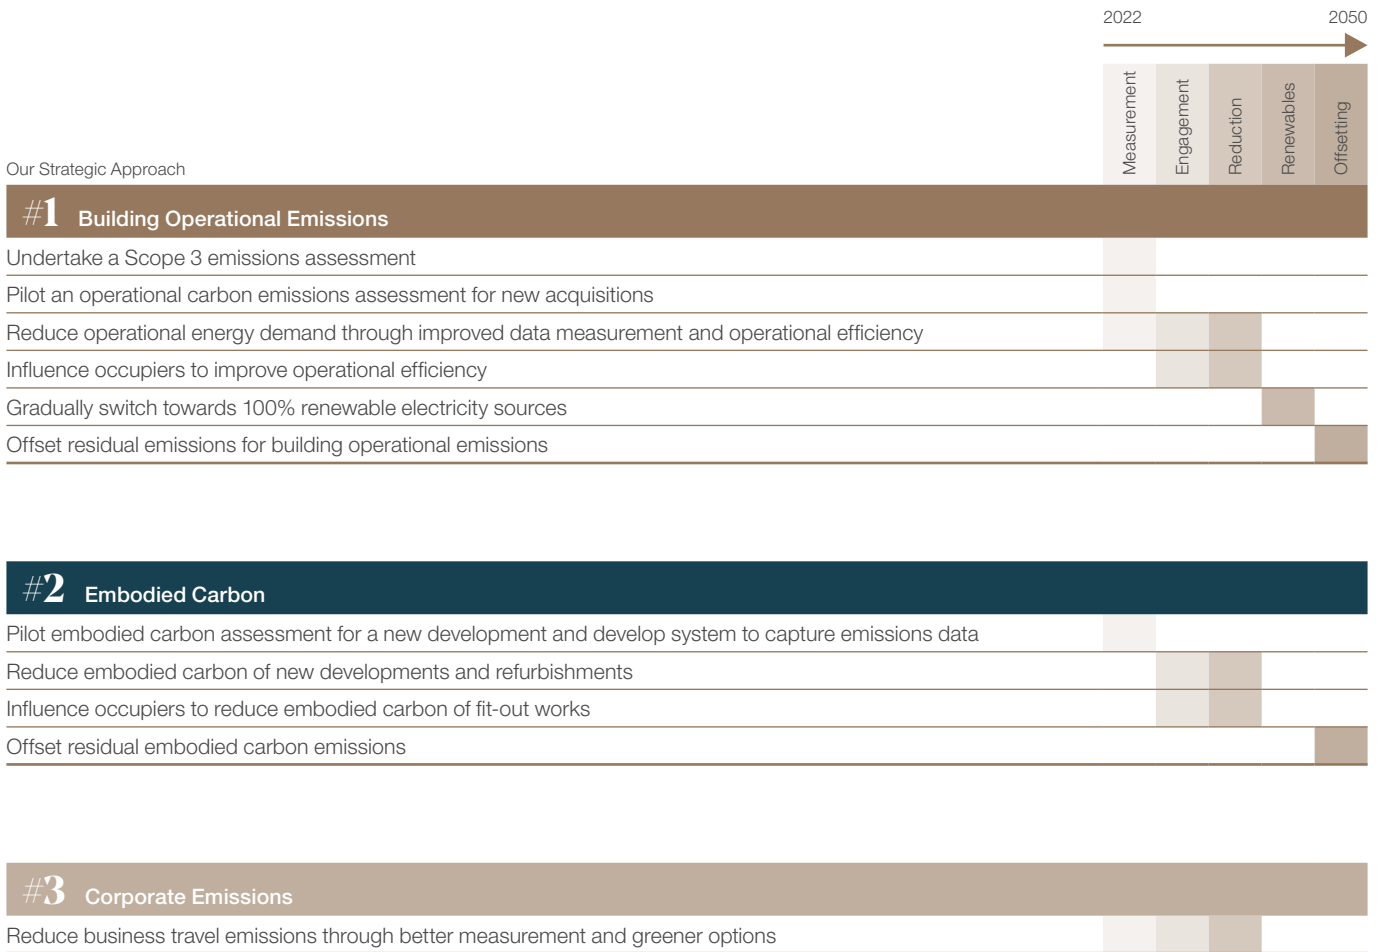 2022 2050
Measurement
Engagement
Reduction
Renewables
Offsetting
Our Strategic Approach
#1 Building Operational Emissions
Undertake a Scope 3 emissions assessment
Pilot an operational carbon emissions assessment for new acquisitions
Reduce operational energy demand through improved data measurement and operational efficiency
Influence occupiers to improve operational efficiency
Gradually switch towards 100% renewable electricity sources
Offset residual emissions for building operational emissions
#2 Embodied Carbon
Pilot embodied carbon assessment for a new development and develop system to capture emissions data
Reduce embodied carbon of new developments and refurbishments
Influence occupiers to reduce embodied carbon of fit-out works
Offset residual embodied carbon emissions
#3 Corporate Emissions
Reduce business travel emissions through better measurement and greener options